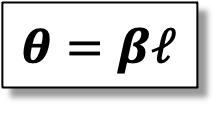 θ = βℓ